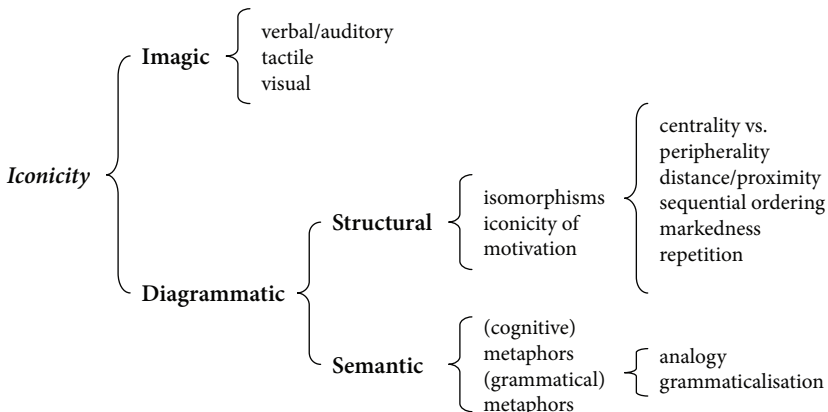 Iconicity
Imagic
verbal/auditory
tactile
visual
Diagrammatic
Structural
isomorphisms
iconicity of
motivation
centrality vs.
peripherality
distance/proximity
sequential ordering
markedness
repetition
Semantic
(cognitive)
metaphors
(grammatical)
metaphors
analogy
grammaticalisation